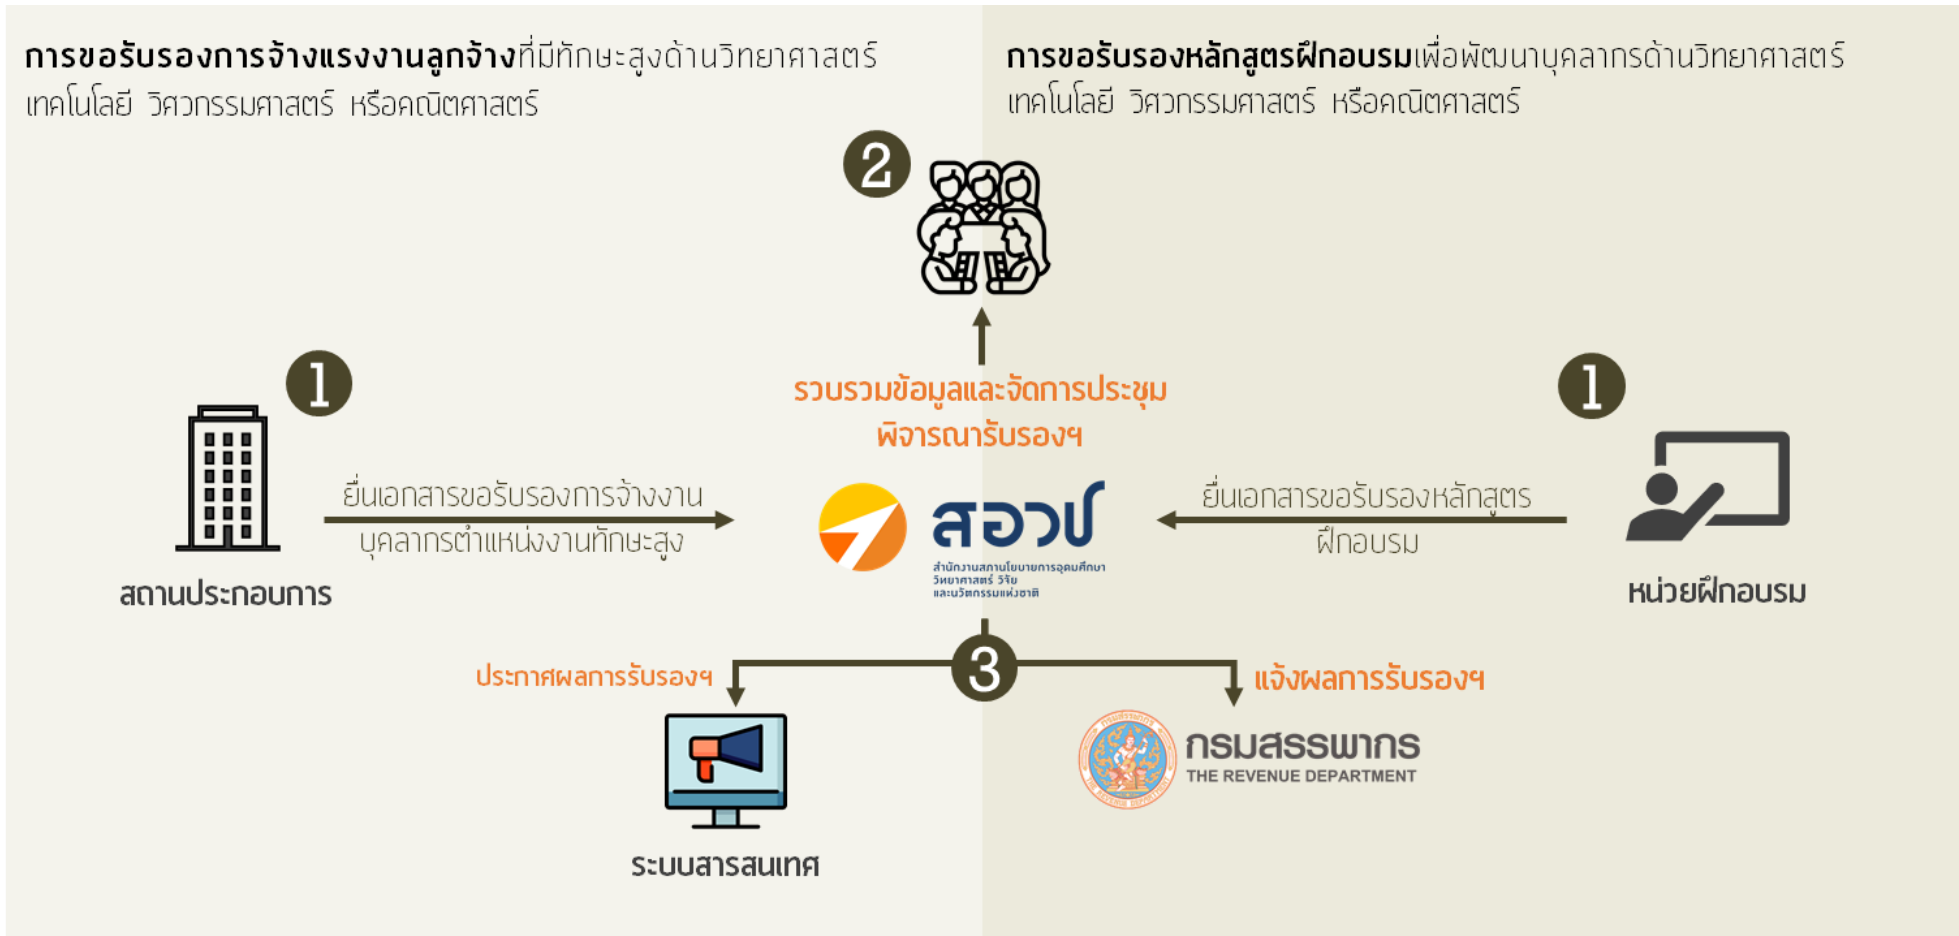 การขอรับรองการจ้างแรงงานลูกจ้างที่มีทักษะสูงด้านวิทยาศาสตร์
เทคโนโลยี วิศวกรรมศาสตร์ หรือคณิตศาสตร์
การขอรับรองหลักสูตรฝึกอบรมเพื่อพัฒนาบุคลากรด้านวิทยาศาสตร์
เทคโนโลยี วิศวกรรมศาสตร์ หรือคณิตศาสตร์
2
รวบรวมข้อมูลและจัดการประชุม
พิจารณารับรองฯ
1
ยื่นเอกสารขอรับรองการจ้างงาน
บุคลากรตำแหน่งงานทักษะสูง
สถานประกอบการ
สอวช
สำนักงานสภานโยบายการอุดมศึกษา
วิทยาศาสตร์ วิจัย
และนวัตกรรมแห่งชาติ
1
ยื่นเอกสารขอรับรองหลักสูตร
ฝึกอบรม
หน่วยฝึกอบรม
3
ประกาศผลการรับรองฯ
แจ้งผลการรับรองฯ
กรมสรรพากร
THE REVENUE DEPARTMENT
ระบบสารสนเทศ